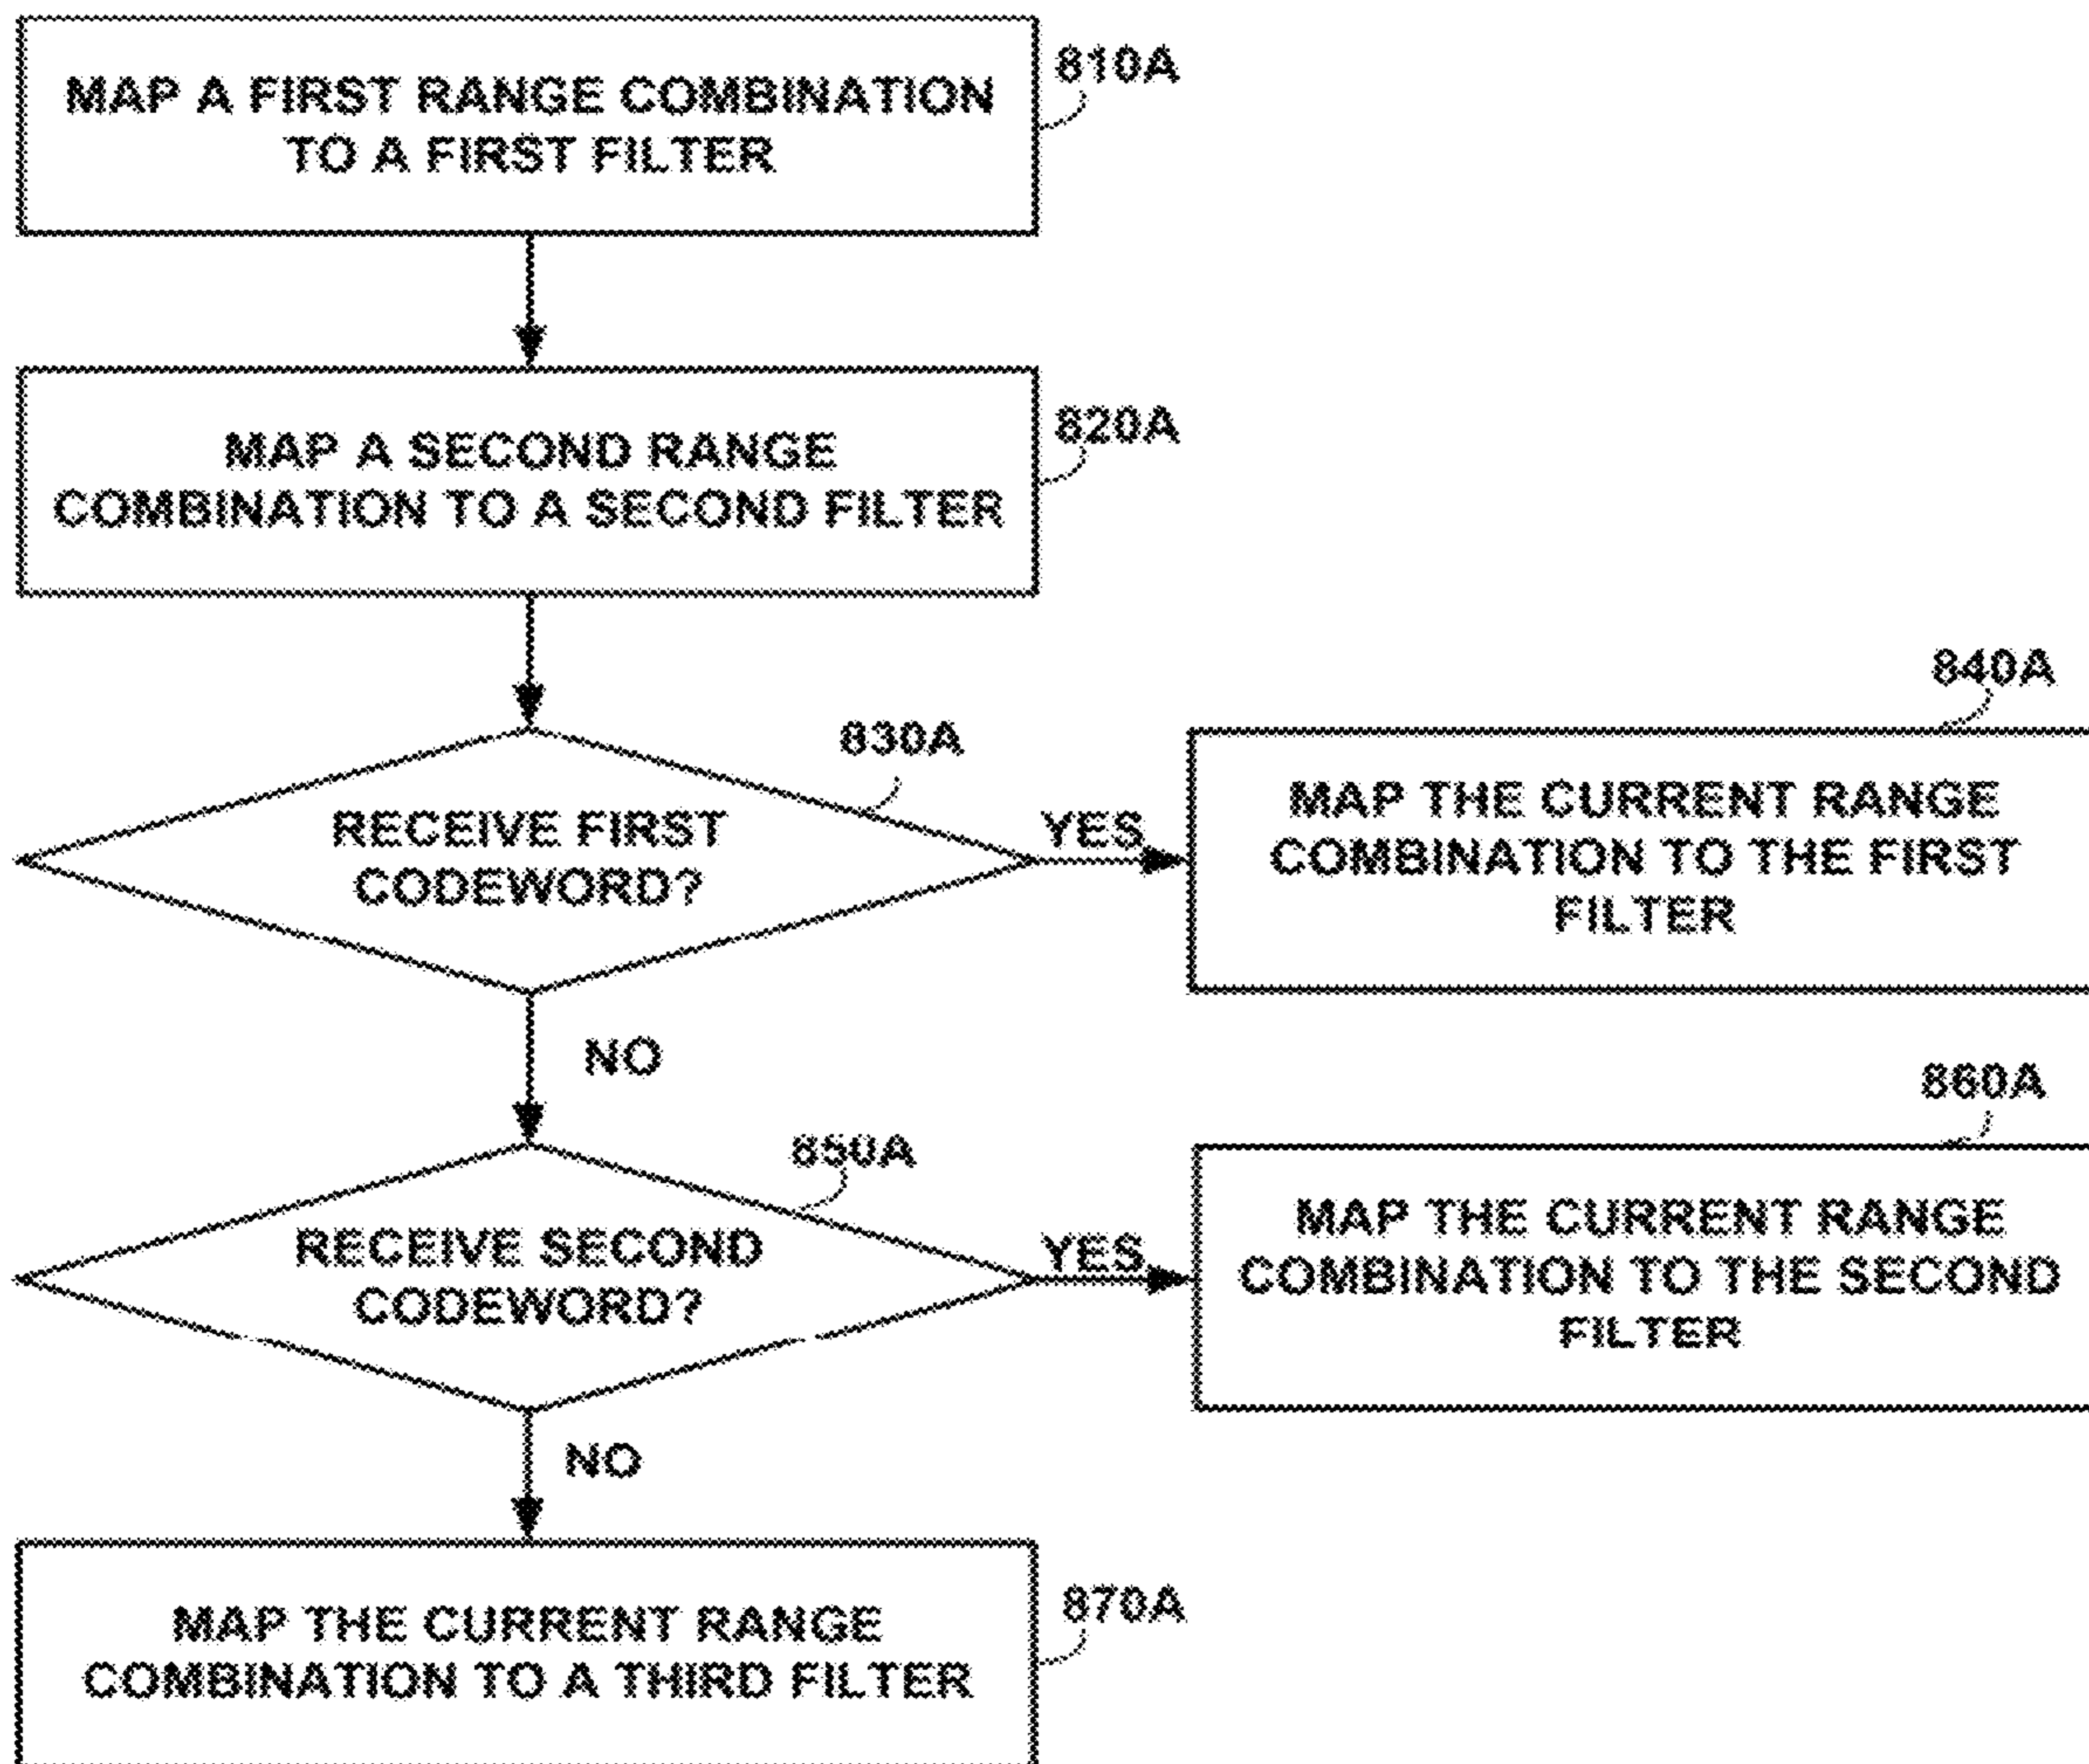 MAP A FIRST RANGE COMBINATION
TO A FIRST FILTER
810A
MAP A SECOND RANGE
COMBINATION TO A SECOND FILTER
820A
RECEIVE FIRST
CODEWORD?
830A
YES
840A
MAP THE CURRENT RANGE
COMBINATION TO THE FIRST
FILTER
NO
RECEIVE SECOND
CODEWORD?
850A
YES
860A
MAP THE CURRENT RANGE
COMBINATION TO THE SECOND
FILTER
NO
MAP THE CURRENT RANGE
COMBINATION TO A THIRD FILTER
870A